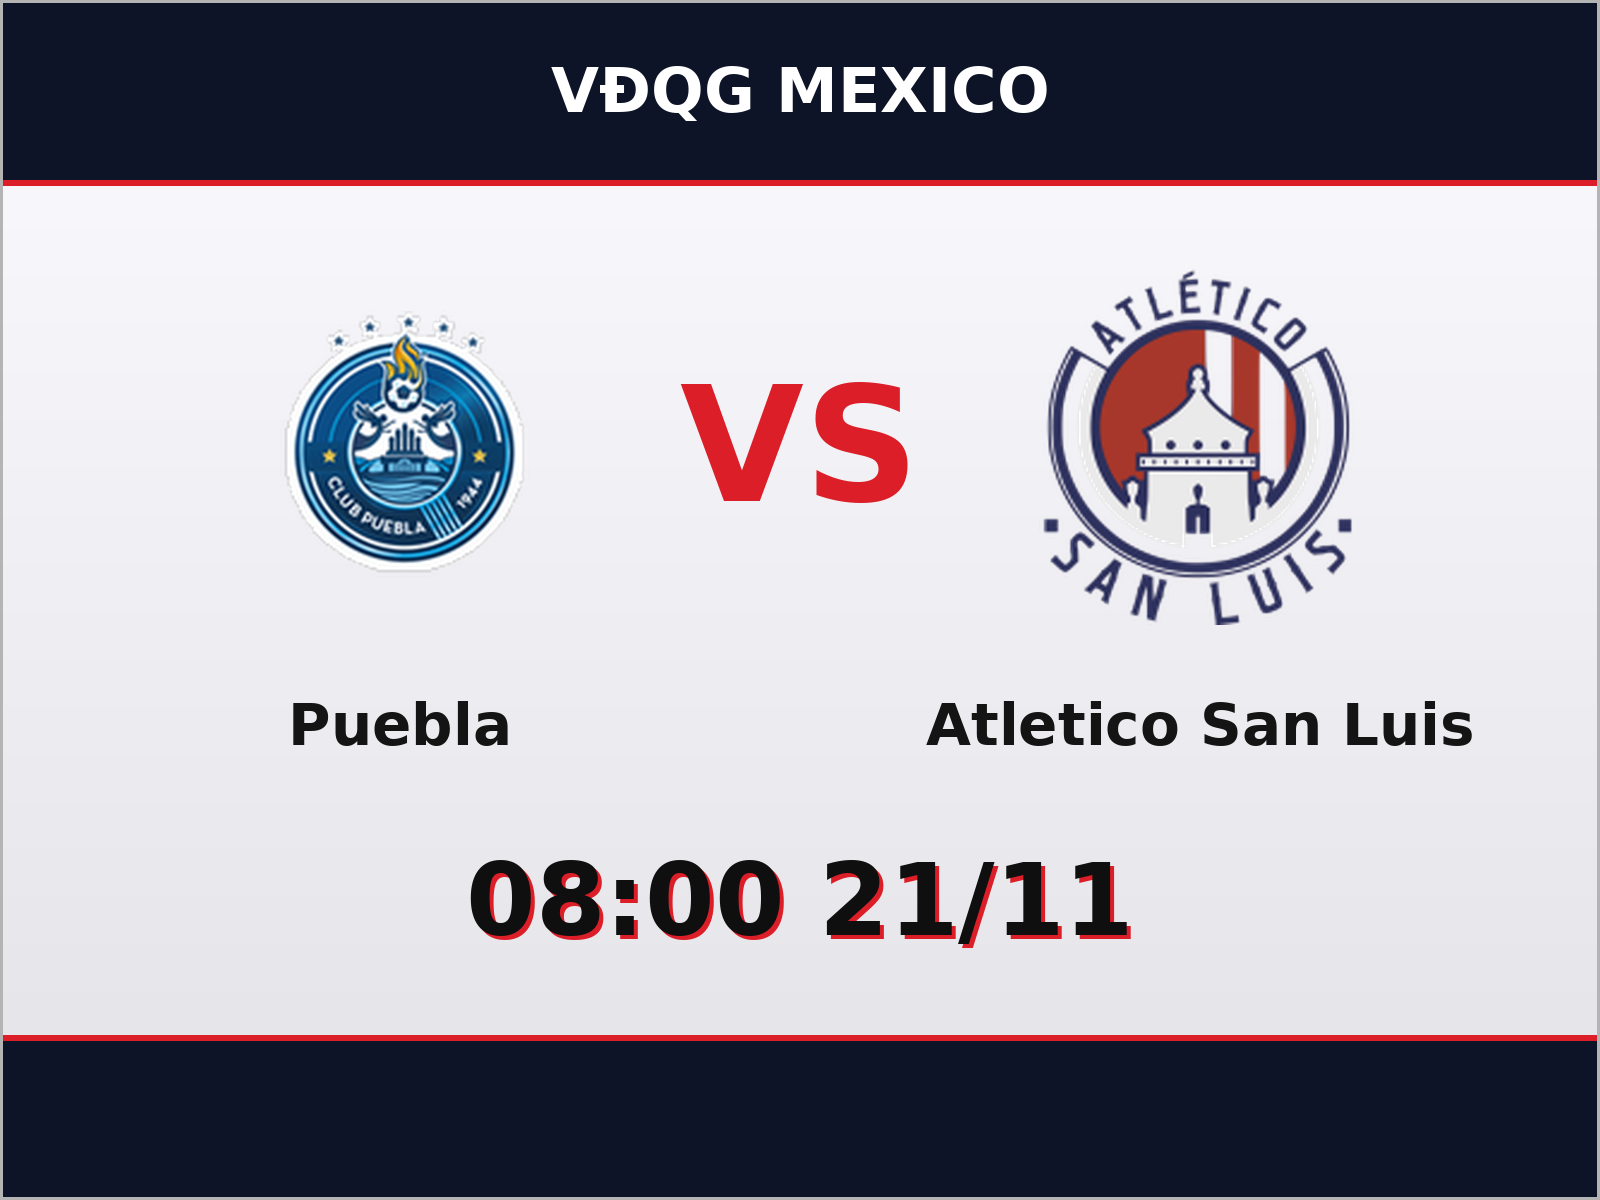 VĐQG MEXICO
ATLÉTICO
SAN LUIS
CLUB PUEBLA 1944
VS
Puebla
Atletico San Luis
08:00 21/11